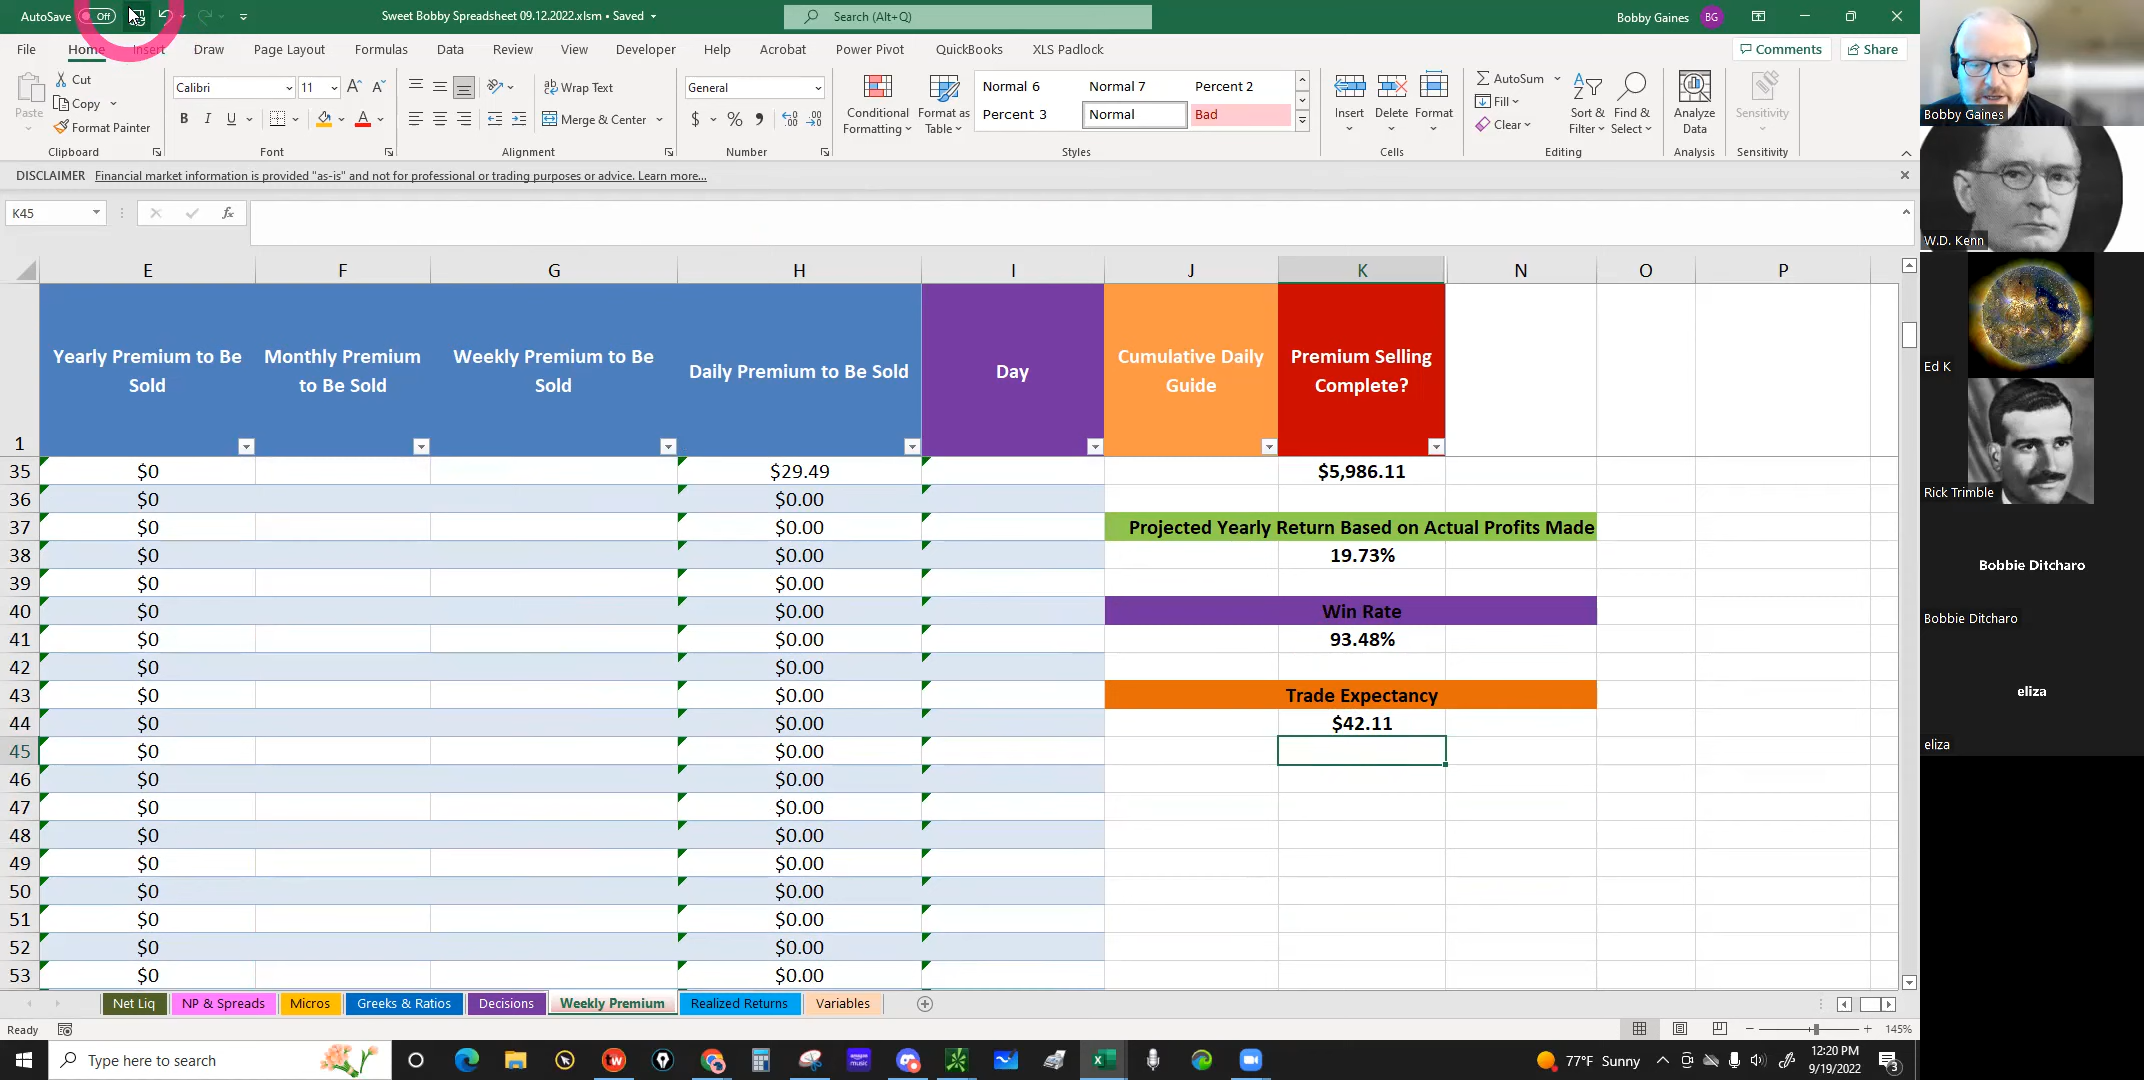 AutoSave Off Sweet Bobby Spreadsheet 09.12.2022.xlsm • Saved Search (Alt+Q) Bobby Gaines BG
File Home Insert Draw Page Layout Formulas Data Review View Developer Help Acrobat Power Pivot QuickBooks XLS Padlock Comments Share
Paste Cut Copy Format Painter Clipboard
Calibri 11 B I U A Font
Wrap Text Merge & Center Alignment
General $ % Number
Conditional Formatting Format as Table
Normal 6 Normal 7 Percent 2
Percent 3 Normal Bad
Styles
Insert Delete Format Cells
AutoSum Fill Clear Sort & Filter Find & Select Editing
Analyze Data Analysis
Sensitivity Sensitivity
DISCLAIMER Financial market information is provided "as-is" and not for professional or trading purposes or advice. Learn more...
K45 fx
E F G H I J K N O P
1 Yearly Premium to Be Sold Monthly Premium to Be Sold Weekly Premium to Be Sold Daily Premium to Be Sold Day Cumulative Daily Guide Premium Selling Complete?
35 $0 $29.49 $5,986.11
36 $0 $0.00
37 $0 $0.00 Projected Yearly Return Based on Actual Profits Made
38 $0 $0.00 19.73%
39 $0 $0.00
40 $0 $0.00 Win Rate
41 $0 $0.00 93.48%
42 $0 $0.00
43 $0 $0.00 Trade Expectancy
44 $0 $0.00 $42.11
45 $0 $0.00
46 $0 $0.00
47 $0 $0.00
48 $0 $0.00
49 $0 $0.00
50 $0 $0.00
51 $0 $0.00
52 $0 $0.00
53 $0 $0.00
Net Liq NP & Spreads Micros Greeks & Ratios Decisions Weekly Premium Realized Returns Variables
Ready 145%
Type here to search 77°F Sunny 12:20 PM
9/19/2022 3
Bobby Gaines
W.D. Kenn
Ed K
Rick Trimble
Bobbie Ditcharo
Bobbie Ditcharo
eliza
eliza